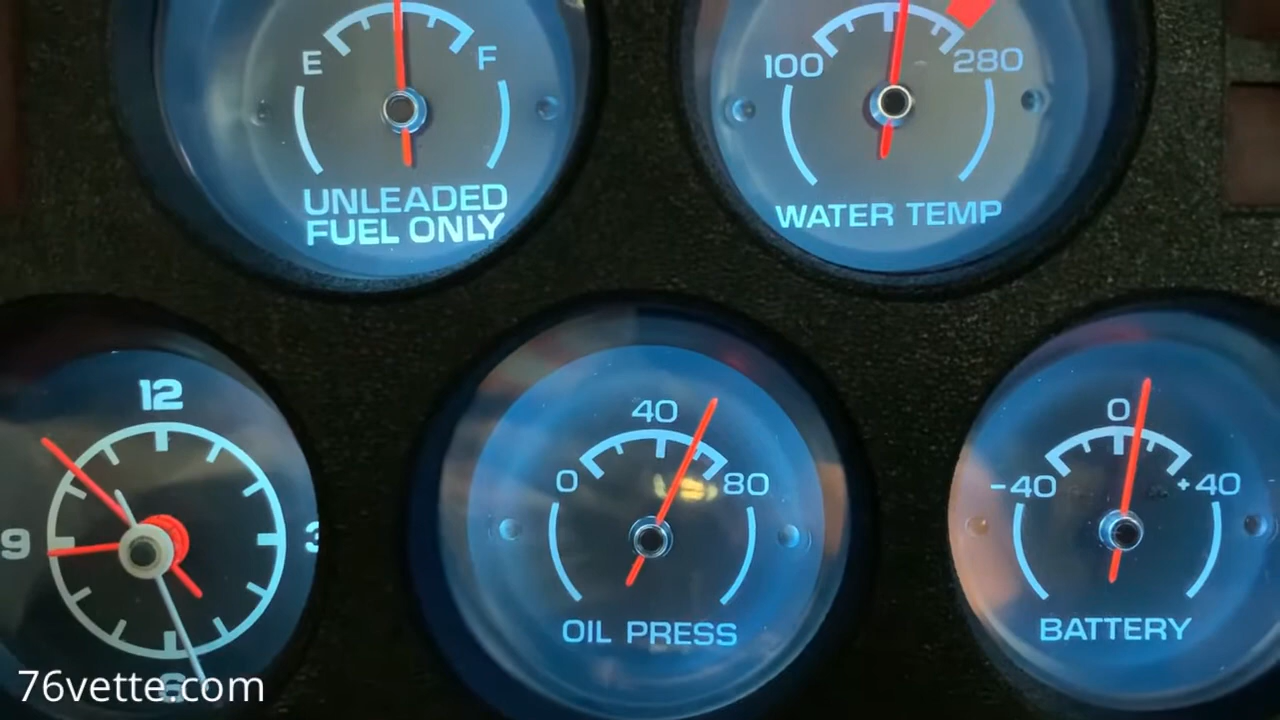 E
F
UNLEADED
FUEL ONLY
100
280
WATER TEMP
12
9
3
6
0
40
80
OIL PRESS
-40
0
+40
BATTERY
76vette.com